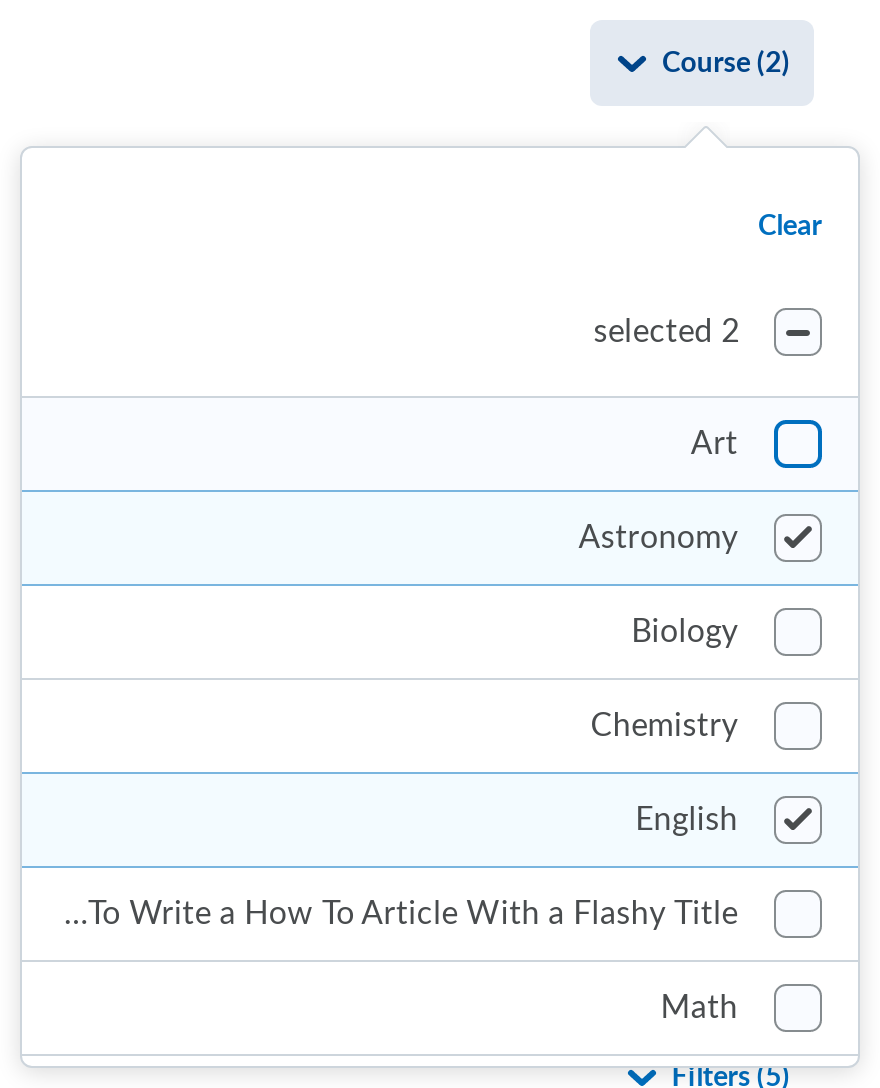 Course (2)
Clear
selected 2
Art
Astronomy
Biology
Chemistry
English
...To Write a How To Article With a Flashy Title
Math
Filters (5)